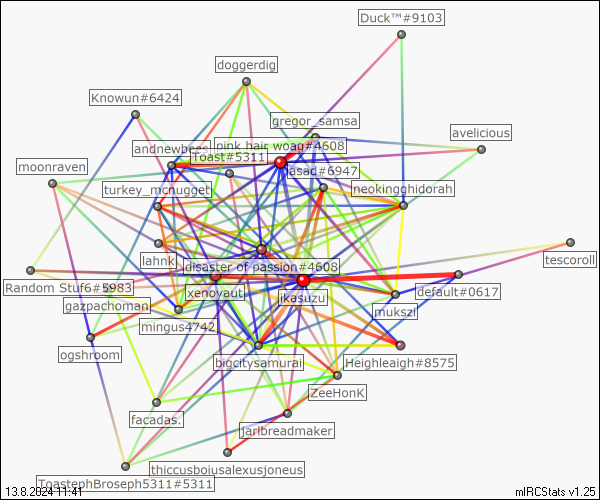 Duck™#9103
doggerdig
Knowun#6424
gregor_samsa
avelicious
andnewbees
pink hair woag#4608
Toast#5311
moonraven
asad#6947
turkey_mcnugget
neokingghidorah
lahnk
tescoroll
disaster of passion#4608
Random Stuf6#5983
xenoyaut
ikasuzu
default#0617
gazpachoman
mukszi
mingus4742
ogshroom
bigcitysamurai
Heighleaigh#8575
ZeeHonK
facadas.
jarlbreadmaker
thiccusboiusalexusjoneus
ToastephBroseph5311#5311
13.8.2024 11:41
mIRCStats v1.25